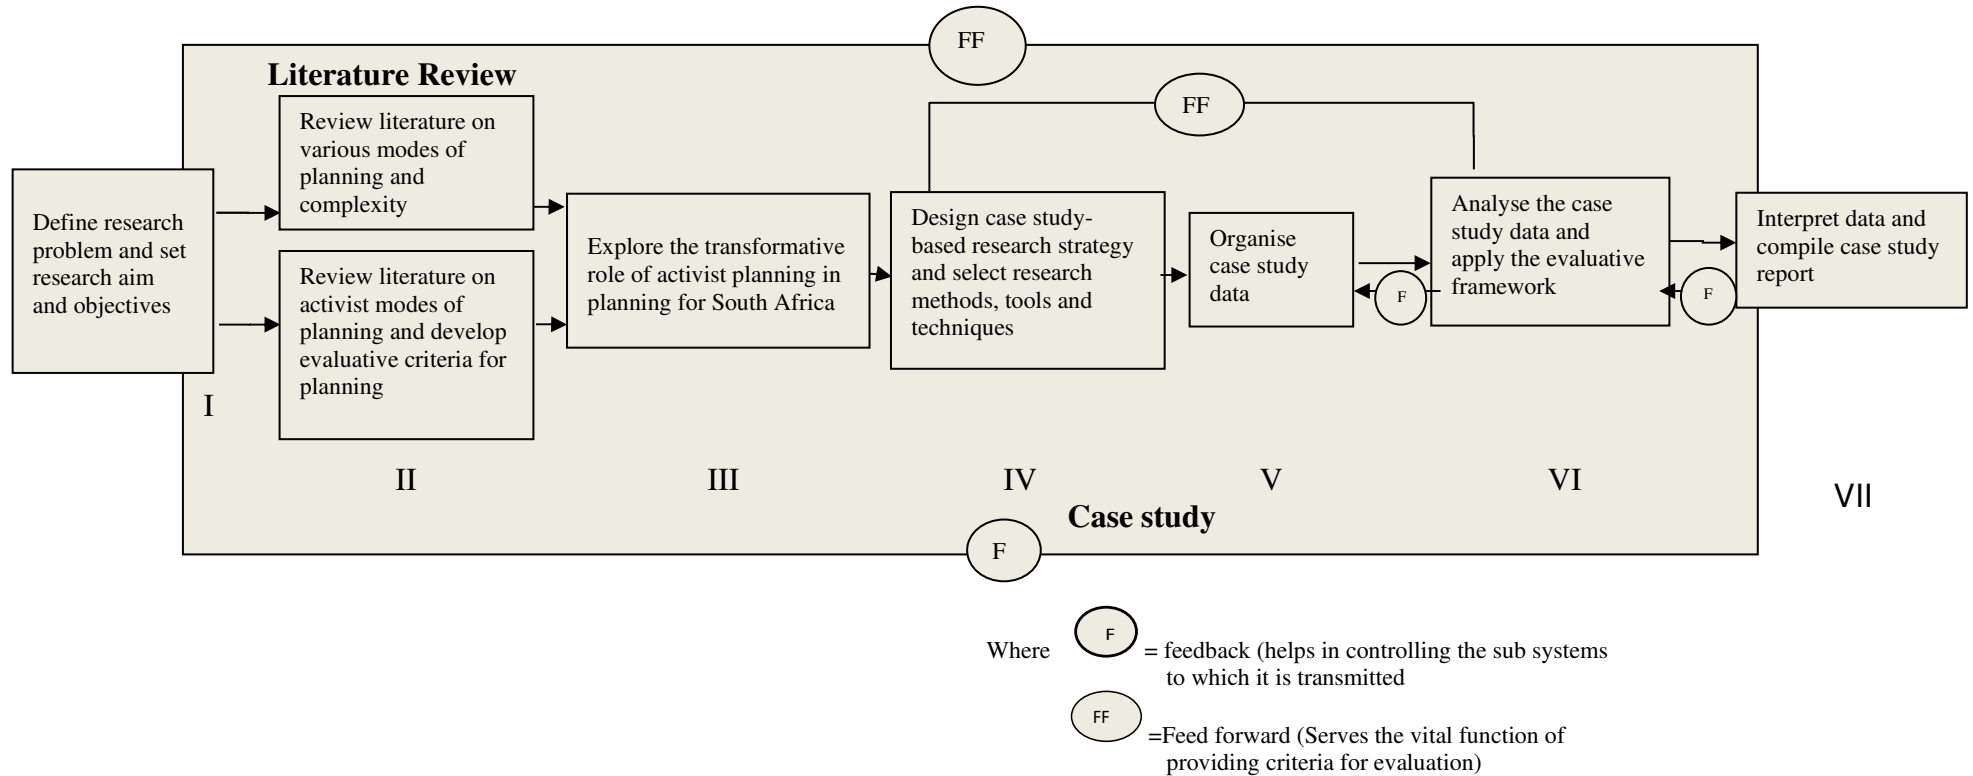 FF
Literature Review
FF
Define research
problem and set
research aim
and objectives
I
Review literature on
various modes of
planning and
complexity
Review literature on
activist modes of
planning and develop
evaluative criteria for
planning
II
Explore the transformative
role of activist planning in
planning for South Africa
III
Design case study-
based research strategy
and select research
methods, tools and
techniques
IV
Organise
case study
data
V
F
Analyse the case
study data and
apply the evaluative
framework
VI
F
Interpret data and
compile case study
report
VII
Case study
F
Where
F
= feedback (helps in controlling the sub systems
to which it is transmitted
FF
=Feed forward (Serves the vital function of
providing criteria for evaluation)